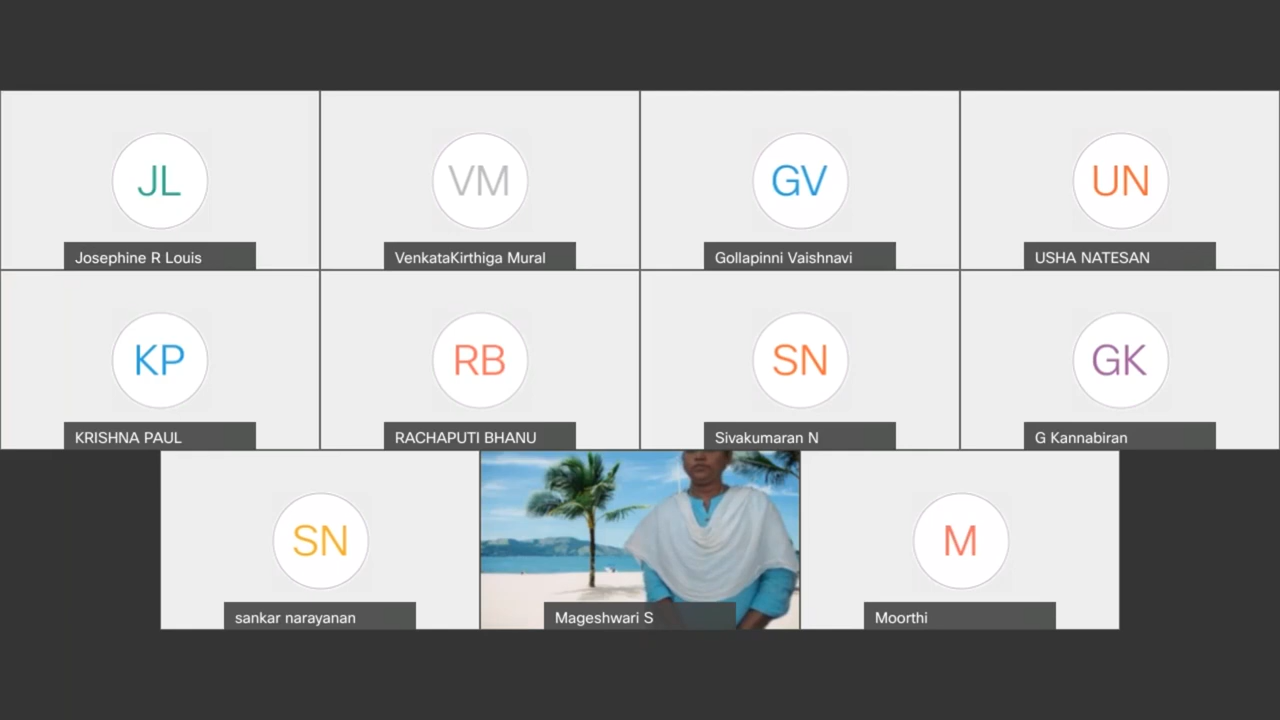 JL
VM
GV
UN
Josephine R Louis
VenkataKirthiga Mural
Gollapinni Vaishnavi
USHA NATESAN
KP
RB
SN
GK
KRISHNA PAUL
RACHAPUTI BHANU
Sivakumaran N
G Kannabiran
SN
M
sankar narayanan
Mageshwari S
Moorthi